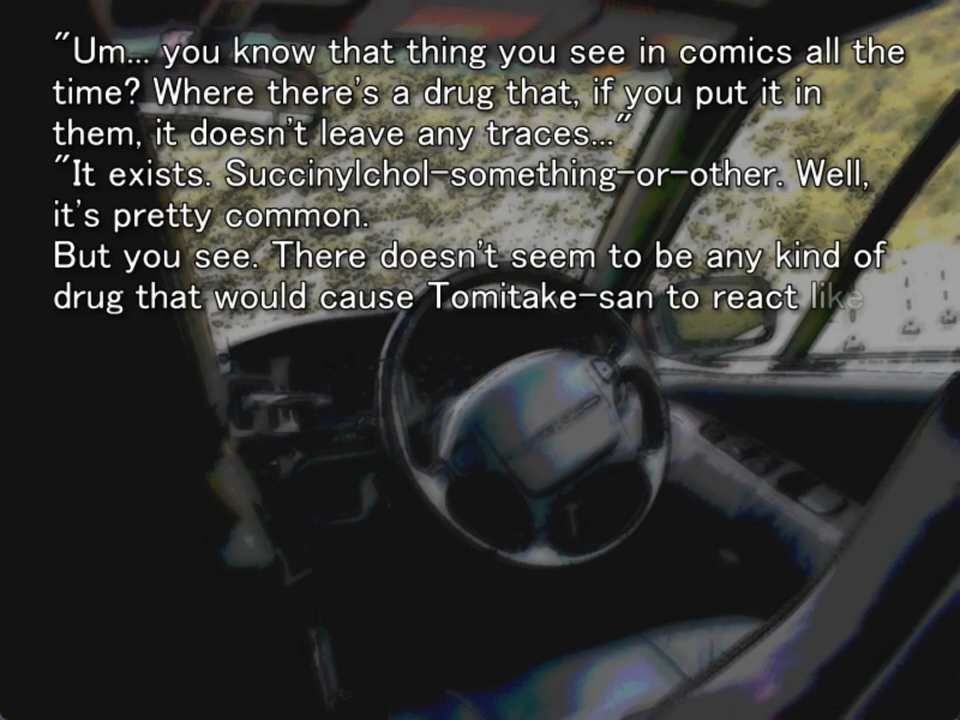 "Um... you know that thing you see in comics all the
time? Where there's a drug that, if you put it in
them, it doesn't leave any traces..."
"It exists. Succinylchol-something-or-other. Well,
it's pretty common.
But you see. There doesn't seem to be any kind of
drug that would cause Tomitake-san to react like